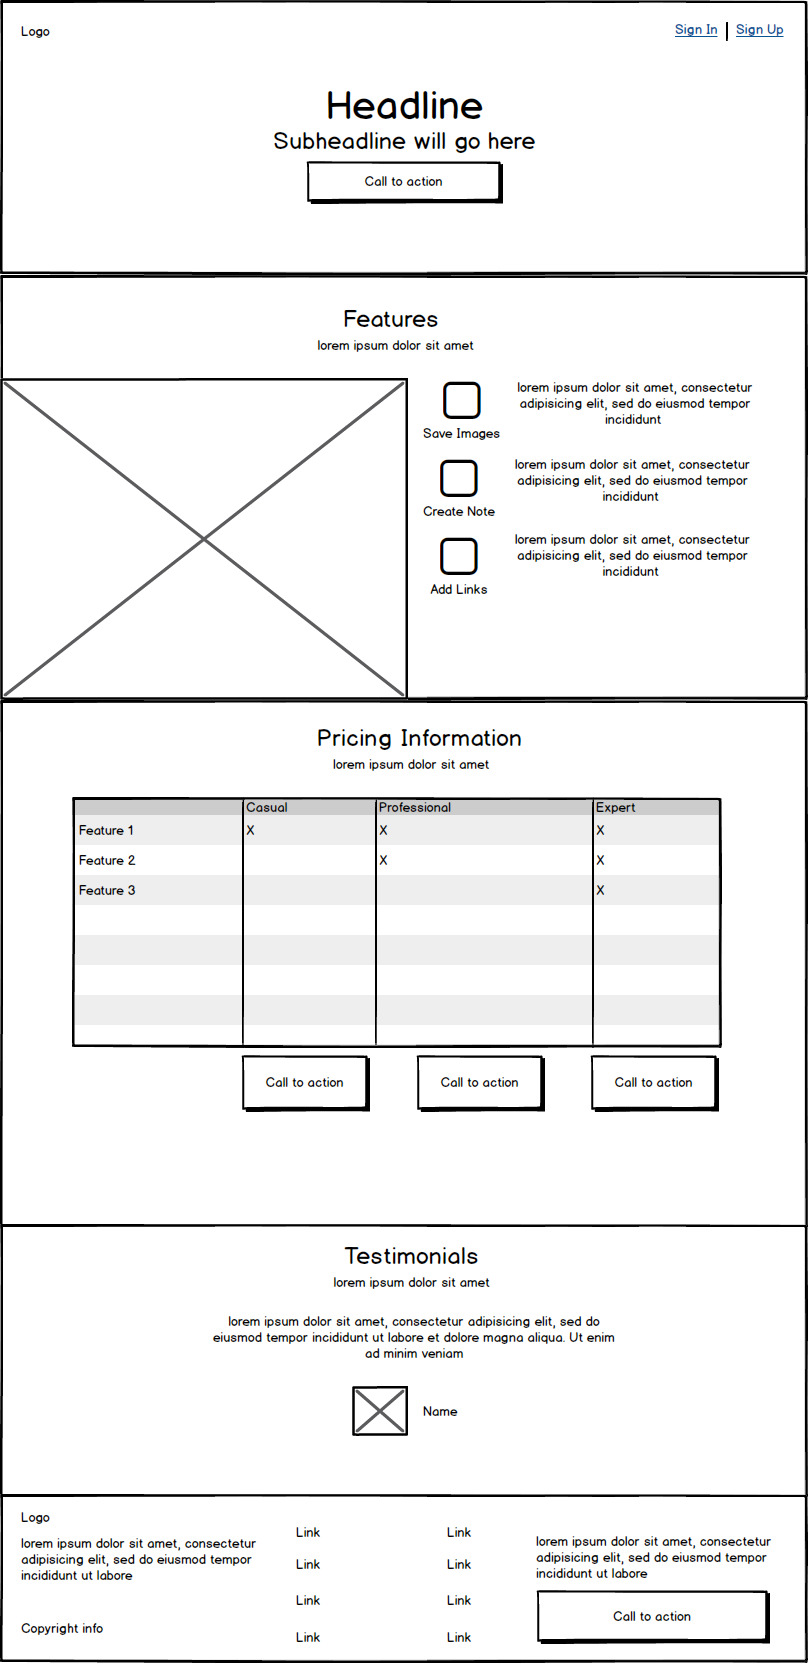 Logo
Sign In | Sign Up
Headline
Subheadline will go here
Call to action
Features
lorem ipsum dolor sit amet
Save Images
lorem ipsum dolor sit amet, consectetur
adipisicing elit, sed do eiusmod tempor
incididunt
Create Note
lorem ipsum dolor sit amet, consectetur
adipisicing elit, sed do eiusmod tempor
incididunt
Add Links
lorem ipsum dolor sit amet, consectetur
adipisicing elit, sed do eiusmod tempor
incididunt
Pricing Information
lorem ipsum dolor sit amet
Casual Professional Expert
Feature 1 X X X
Feature 2 X X
Feature 3 X
Call to action Call to action Call to action
Testimonials
lorem ipsum dolor sit amet
lorem ipsum dolor sit amet, consectetur adipisicing elit, sed do
eiusmod tempor incididunt ut labore et dolore magna aliqua. Ut enim
ad minim veniam
Name
Logo
lorem ipsum dolor sit amet, consectetur
adipisicing elit, sed do eiusmod tempor
incididunt ut labore
Copyright info
Link
Link
Link
Link
Link
Link
Link
Link
lorem ipsum dolor sit amet, consectetur
adipisicing elit, sed do eiusmod tempor
incididunt ut labore
Call to action